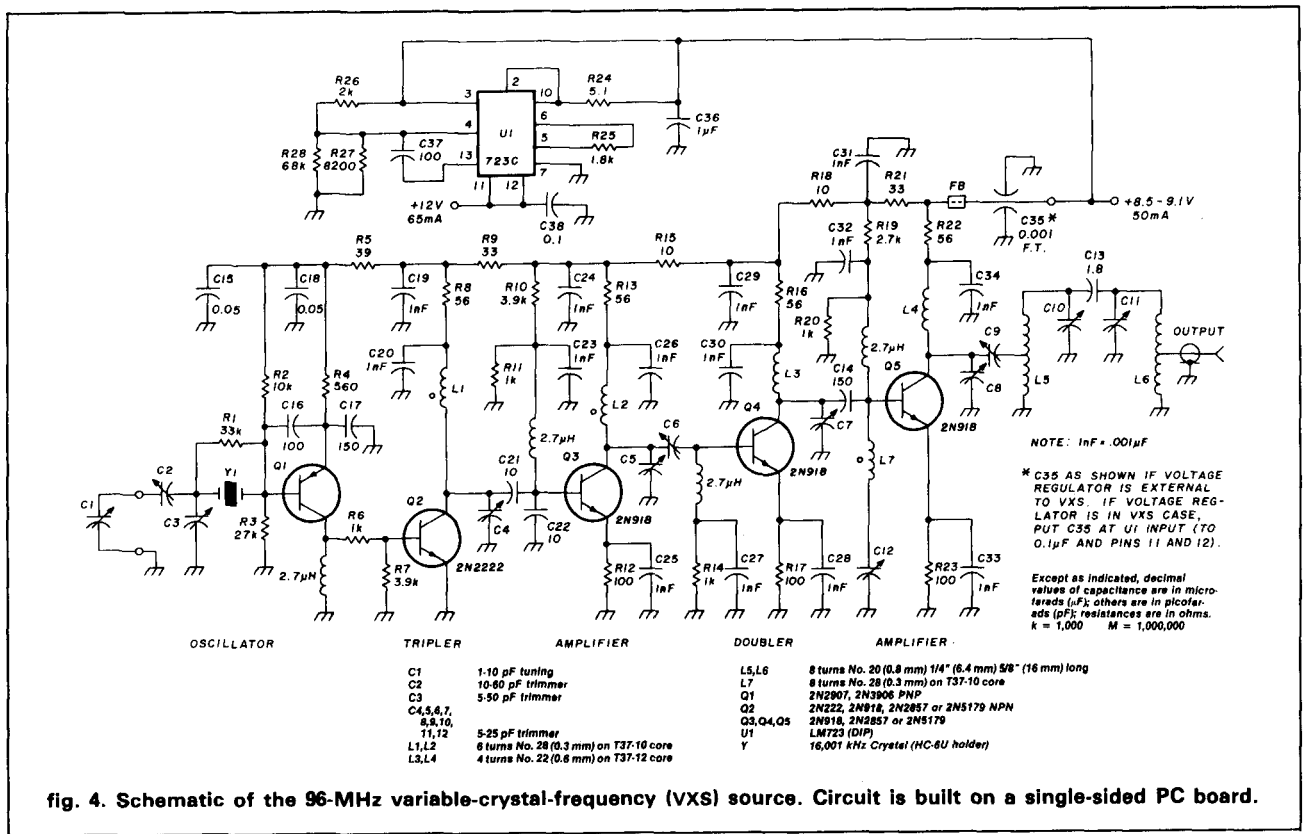 R26
2k
3
2
10
R24
5.1
4
U1
6
5
R25
1.8k
13
723C
7
11
12
C36
1µF
R28
68k
R27
8200
C37
100
+12V
65mA
C38
0.1
C31
1nF
R18
10
R21
33
FB
+8.5-9.1V
50mA
C35 *
0.001
F.T.
R5
39
R9
33
R15
10
C32
1nF
R19
2.7k
R22
56
C13
1.8
C15
0.05
C18
0.05
C19
1nF
R8
56
R10
3.9k
C24
1nF
R13
56
C29
1nF
R16
56
R20
1k
C34
1nF
L4
C9
C10
C11
OUTPUT
C20
1nF
L1
R11
1k
C23
1nF
C26
1nF
L2
C30
1nF
L3
2.7µH
C14
150
Q5
C8
L5
L6
R2
10k
R4
560
C16
100
C17
150
R1
33k
C2
Y1
Q1
C1
C3
R3
27k
R6
1k
Q2
2N2222
2.7µH
R7
3.9k
C4
C21
10
2.7µH
C22
10
Q3
2N918
C5
C6
2.7µH
Q4
2N918
C7
L7
2N918
R12
100
C25
1nF
R14
1k
C27
1nF
R17
100
C28
1nF
C12
R23
100
C33
1nF
NOTE: 1nF = .001µF
* C35 AS SHOWN IF VOLTAGE
REGULATOR IS EXTERNAL
TO VXS. IF VOLTAGE REG-
ULATOR IS IN VXS CASE,
PUT C35 AT U1 INPUT (TO
0.1µF AND PINS 11 AND 12).
Except as indicated, decimal
values of capacitance are in micro-
farads (µF); others are in picofar-
ads (pF); resistances are in ohms.
k = 1,000 M = 1,000,000
OSCILLATOR TRIPLER AMPLIFIER DOUBLER AMPLIFIER
C1 1-10 pF tuning
C2 10-60 pF trimmer
C3 5-50 pF trimmer
C4,5,6,7,
8,9,10,
11,12 5-25 pF trimmer
L1,L2 6 turns No. 28 (0.3 mm) on T37-10 core
L3,L4 4 turns No. 22 (0.6 mm) on T37-12 core
L5,L6 8 turns No. 20 (0.8 mm) 1/4" (6.4 mm) 5/8" (16 mm) long
L7 8 turns No. 28 (0.3 mm) on T37-10 core
Q1 2N2907, 2N3906 PNP
Q2 2N222, 2N918, 2N2857 or 2N5179 NPN
Q3,Q4,Q5 2N918, 2N2857 or 2N5179
U1 LM723 (DIP)
Y 16,001 kHz Crystal (HC-6U holder)
fig. 4. Schematic of the 96-MHz variable-crystal-frequency (VXS) source. Circuit is built on a single-sided PC board.